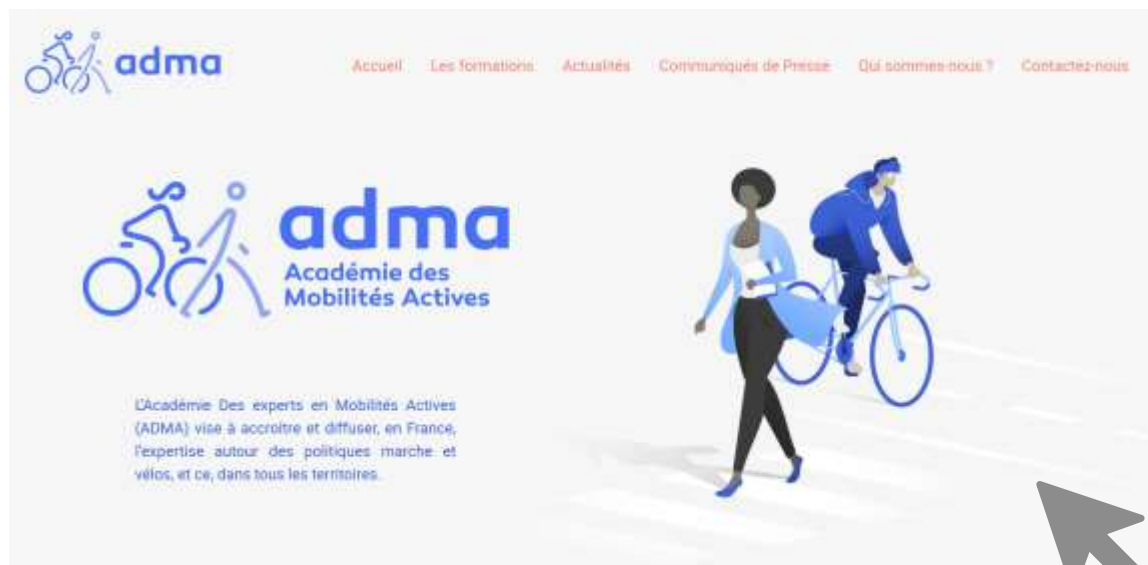 adma
Accueil Les formations Actualités Communiqués de Presse Qui sommes-nous ? Contactez-nous
adma
Académie des
Mobilités Actives
L'Académie Des experts en Mobilités Actives
(ADMA) vise à accroître et diffuser, en France,
l'expertise autour des politiques marche et
vélos, et ce, dans tous les territoires.